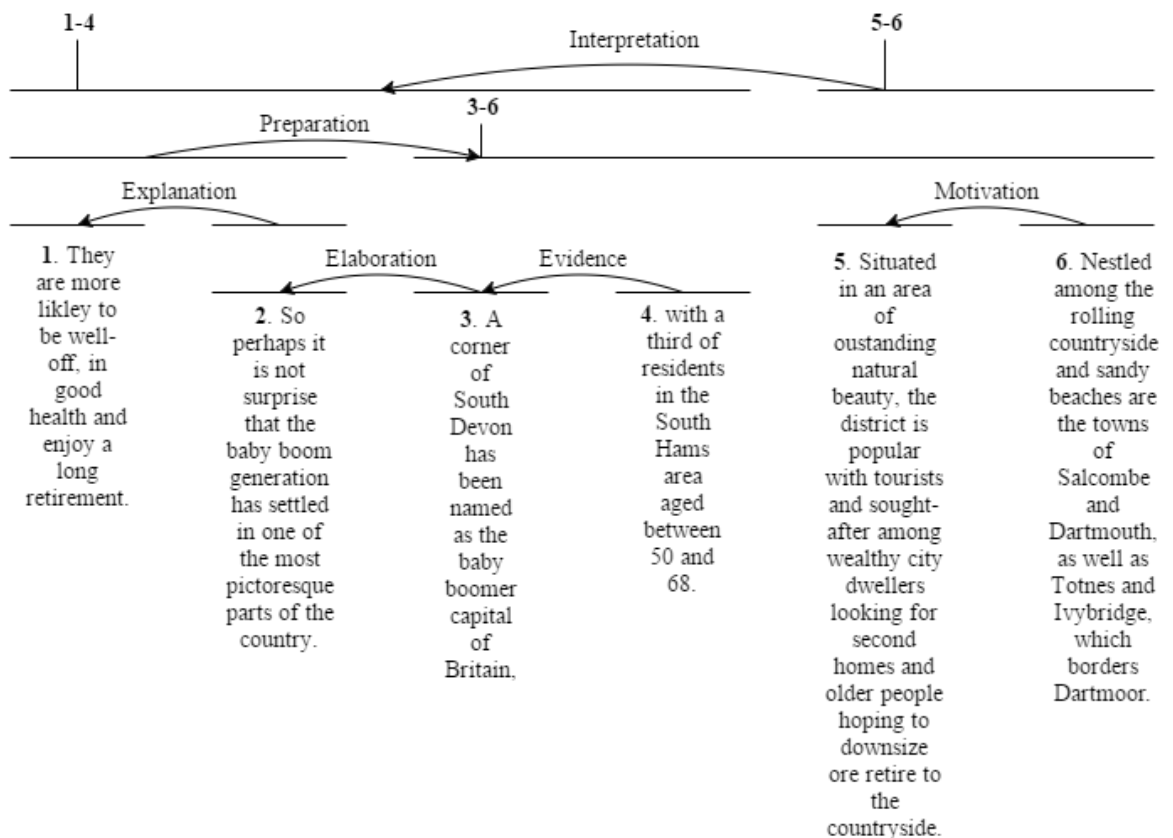 1-4
5-6
Interpretation
3-6
Preparation
Explanation
Motivation
Elaboration
Evidence
1. They
are more
likley to
be well-
off, in
good
health and
enjoy a
long
retirement.
2. So
perhaps it
is not
surprise
that the
baby boom
generation
has settled
in one of
the most
pictoresque
parts of the
country.
3. A
corner
of
South
Devon
has
been
named
as the
baby
boomer
capital
of
Britain,
4. with a
third of
residents
in the
South
Hams
area
aged
between
50 and
68.
5. Situated
in an area
of
oustanding
natural
beauty, the
district is
popular
with tourists
and sought-
after among
wealthy city
dwellers
looking for
second
homes and
older people
hoping to
downsize
ore retire to
the
countryside.
6. Nestled
among the
rolling
countryside
and sandy
beaches are
the towns
of
Salcombe
and
Dartmouth,
as well as
Totnes and
Ivybridge,
which
borders
Dartmoor.